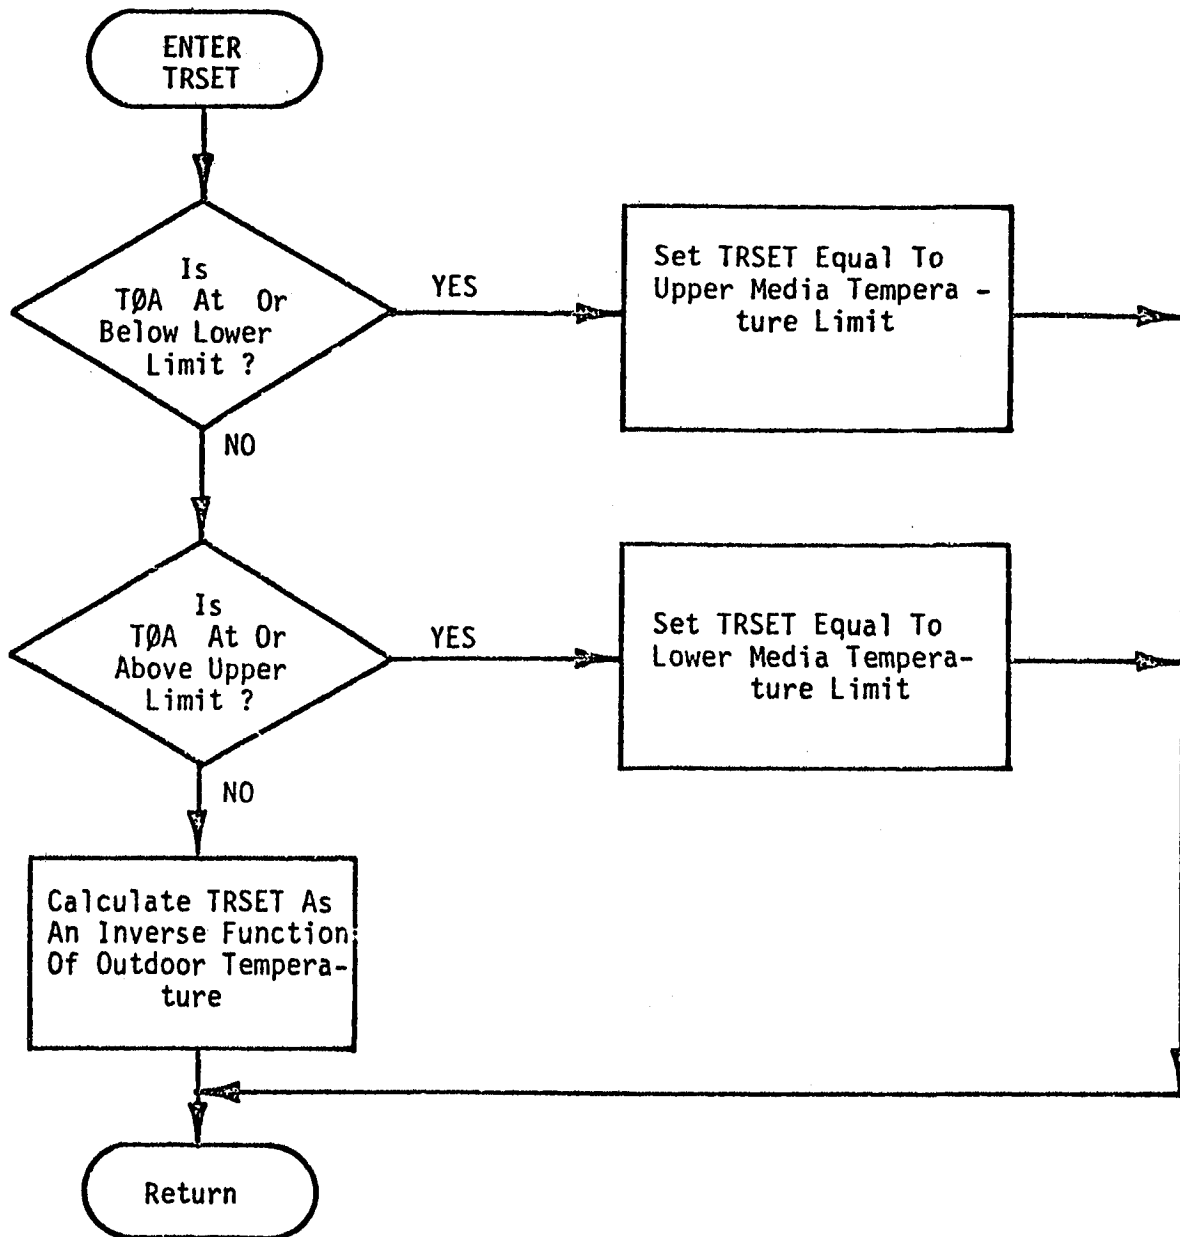 ENTER
TRSET
Is
TØA At Or
Below Lower
Limit ?
YES
Set TRSET Equal To
Upper Media Tempera -
ture Limit
NO
Is
TØA At Or
Above Upper
Limit ?
YES
Set TRSET Equal To
Lower Media Tempera-
ture Limit
NO
Calculate TRSET As
An Inverse Function
Of Outdoor Tempera-
ture
Return